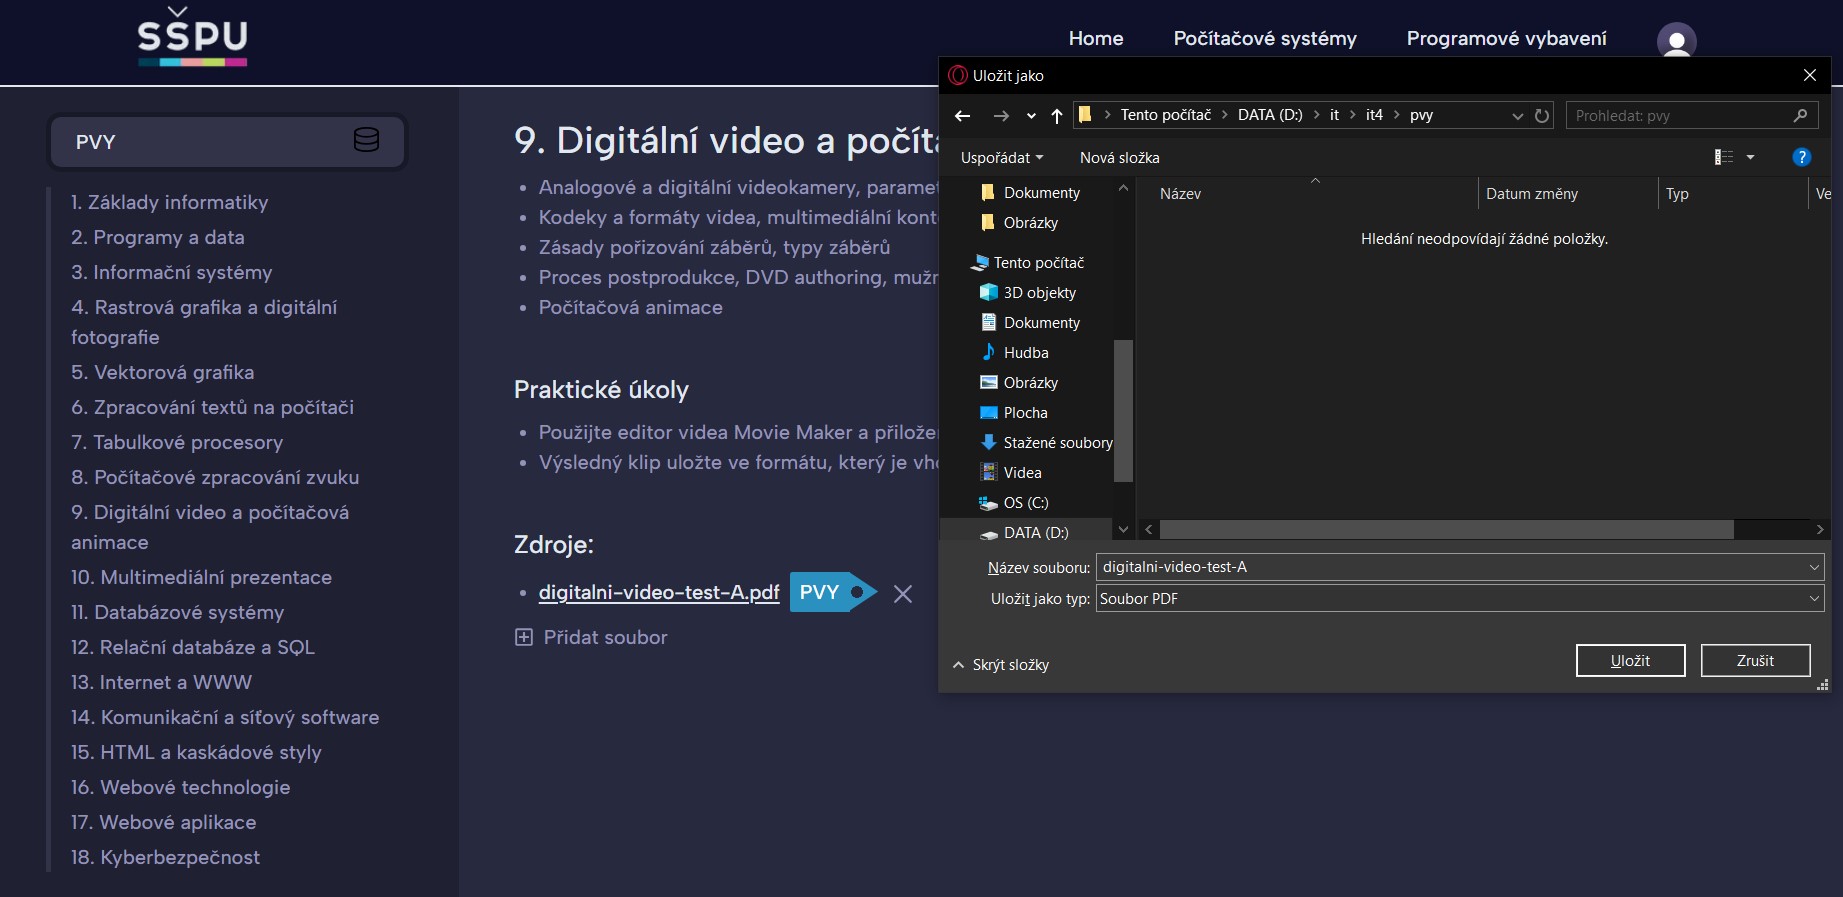 SŠPU
Home
Počítačové systémy
Programové vybavení
PVY
1. Základy informatiky
2. Programy a data
3. Informační systémy
4. Rastrová grafika a digitální
fotografie
5. Vektorová grafika
6. Zpracování textů na počítači
7. Tabulkové procesory
8. Počítačové zpracování zvuku
9. Digitální video a počítačová
animace
10. Multimediální prezentace
11. Databázové systémy
12. Relační databáze a SQL
13. Internet a WWW
14. Komunikační a síťový software
15. HTML a kaskádové styly
16. Webové technologie
17. Webové aplikace
18. Kyberbezpečnost
9. Digitální video a počíta
• Analogové a digitální videokamery, paramet
• Kodeky a formáty videa, multimediální kont
• Zásady pořizování záběrů, typy záběrů
• Proces postprodukce, DVD authoring, mužn
• Počítačová animace
Praktické úkoly
• Použijte editor videa Movie Maker a přilože
• Výsledný klip uložte ve formátu, který je vho
Zdroje:
• digitalni-video-test-A.pdf PVY
Přidat soubor
Uložit jako
Tento počítač > DATA (D:) > it > it4 > pvy
Prohledat: pvy
Uspořádat
Nová složka
?
Dokumenty
Obrázky
Tento počítač
3D objekty
Dokumenty
Hudba
Obrázky
Plocha
Stažené soubory
Videa
OS (C:)
DATA (D:)
Název
Datum změny
Typ
Ve
Hledání neodpovídají žádné položky.
Název souboru: digitalni-video-test-A
Uložit jako typ: Soubor PDF
Skrýt složky
Uložit
Zrušit